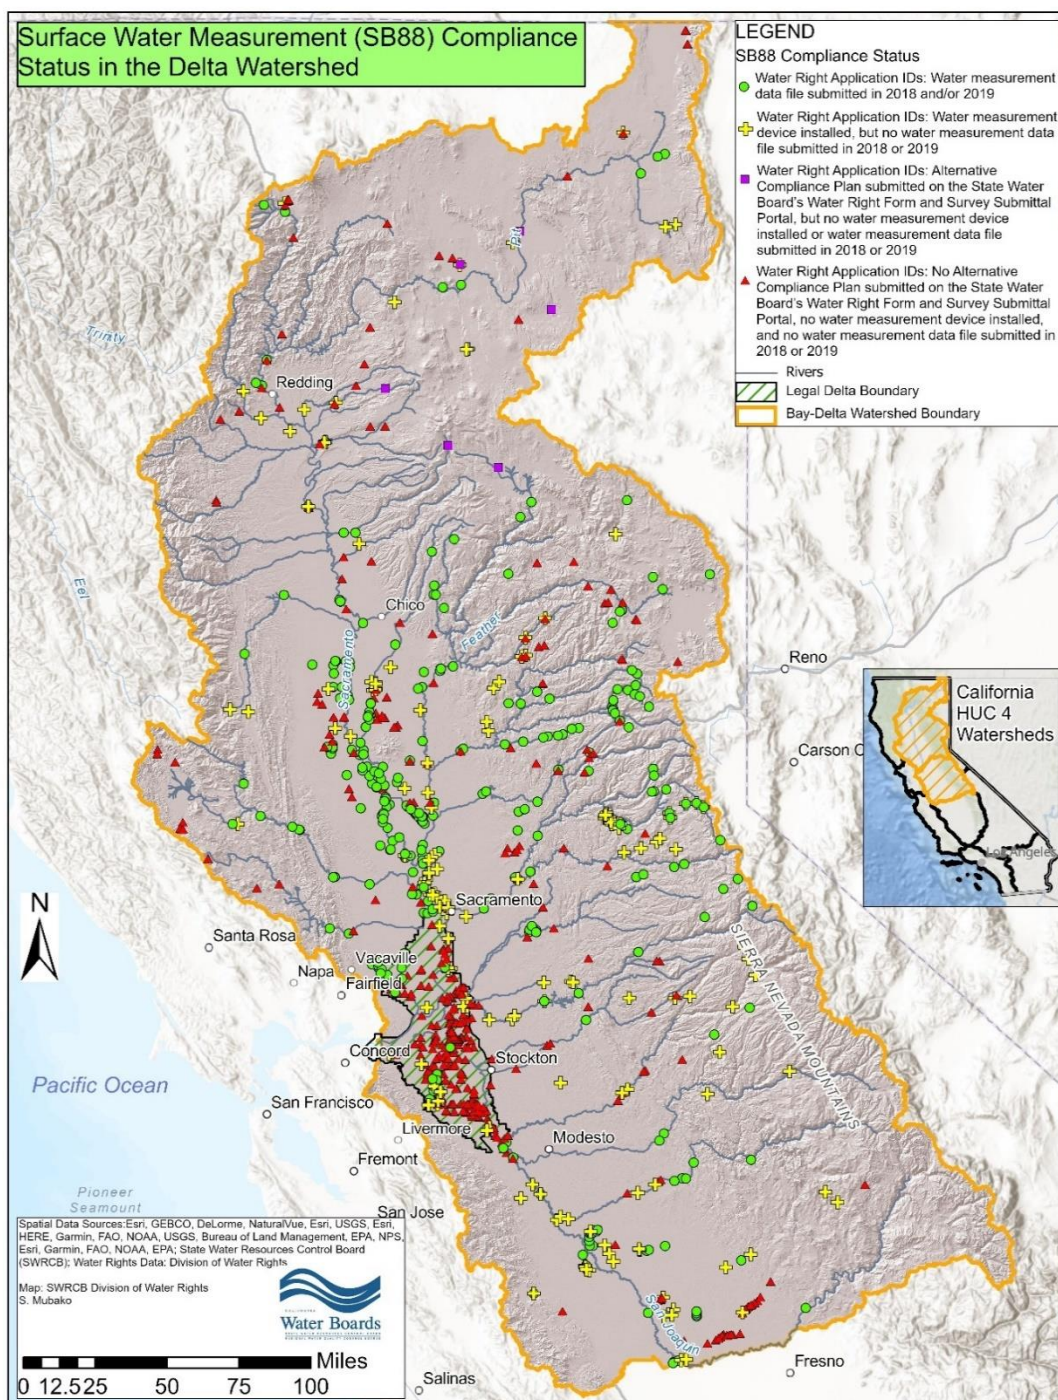 Surface Water Measurement (SB88) Compliance
Status in the Delta Watershed
LEGEND
SB88 Compliance Status
Water Right Application IDs: Water measurement
data file submitted in 2018 and/or 2019
Water Right Application IDs: Water measurement
device installed, but no water measurement data
file submitted in 2018 or 2019
Water Right Application IDs: Alternative
Compliance Plan submitted on the State Water
Board's Water Right Form and Survey Submittal
Portal, but no water measurement device
installed or water measurement data file
submitted in 2018 or 2019
Water Right Application IDs: No Alternative
Compliance Plan submitted on the State Water
Board's Water Right Form and Survey Submittal
Portal, no water measurement device installed,
and no water measurement data file submitted in
2018 or 2019
Rivers
Legal Delta Boundary
Bay-Delta Watershed Boundary
Pit
Trinity
Redding
Eel
Chico
Feather
Sacramento
Reno
California
HUC 4
Watersheds
Carson C
Los Angeles
N
Sacramento
Santa Rosa
Vacaville
Napa
Fairfield
SIERRA NEVADA MOUNTAINS
Concord
Stockton
Pacific Ocean
San Francisco
Livermore
Modesto
Fremont
Pioneer
Seamount
San Jose
Spatial Data Sources:Esri, GEBCO, DeLorme, NaturalVue, Esri, USGS, Esri,
HERE, Garmin, FAO, NOAA, USGS, Bureau of Land Management, EPA, NPS,
Esri, Garmin, FAO, NOAA, EPA; State Water Resources Control Board
(SWRCB); Water Rights Data: Division of Water Rights
Map: SWRCB Division of Water Rights
S. Mubako
Water Boards
San Joaquin
Miles
0 12.5 25 50 75 100
Salinas
Fresno